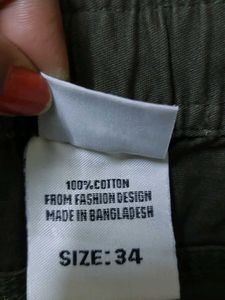 100%COTTON
FROM FASHION DESIGN
MADE IN BANGLADESH
SIZE:34